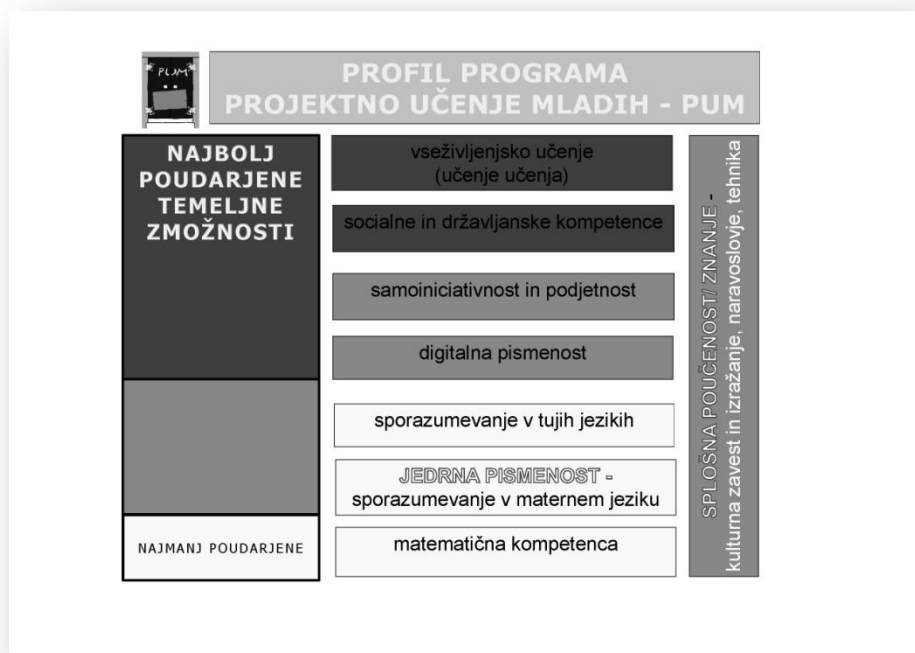 PUM
PROFIL PROGRAMA
PROJEKTNO UČENJE MLADIH - PUM
NAJBOLJ
POUDARJENE
TEMELJNE
ZMOŽNOSTI
NAJMANJ POUDARJENE
vseživljenjsko učenje
(učenje učenja)
socialne in državljanske kompetence
samoiniciativnost in podjetnost
digitalna pismenost
sporazumevanje v tujih jezikih
JEDRNA PISMENOST -
sporazumevanje v maternem jeziku
matematična kompetenca
SPLOŠNA POUČENOST/ ZNANJE -
kulturna zavest in izražanje, naravoslovje, tehnika